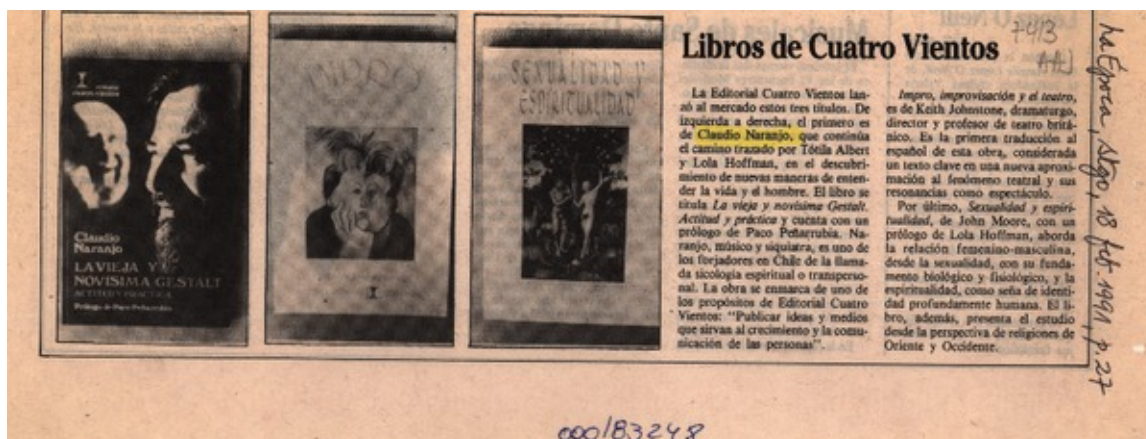 Claudio
Naranjo
LA VIEJA Y
NOVISIMA GESTALT
ACTITUD Y PRACTICA
Prólogo de Paco Peñarrubia
IMPRO
SEXUALIDAD Y
ESPIRITUALIDAD
Libros de Cuatro Vientos
La Editorial Cuatro Vientos lan-
zó al mercado estos tres títulos. De
izquierda a derecha, el primero es
de Claudio Naranjo, que continúa
el camino trazado por Tótila Albert
y Lola Hoffman, en el descubri-
miento de nuevas maneras de enten-
der la vida y el hombre. El libro se
titula La vieja y novísima Gestalt.
Actitud y práctica y cuenta con un
prólogo de Paco Peñarrubia. Na-
ranjo, músico y siquiatra, es uno de
los forjadores en Chile de la llama-
da sicología espiritual o transperso-
nal. La obra se enmarca de uno de
los propósitos de Editorial Cuatro
Vientos: "Publicar ideas y medios
que sirvan al crecimiento y la comu-
nicación de las personas".
Impro, improvisación y el teatro,
es de Keith Johnstone, dramaturgo,
director y profesor de teatro britá-
nico. Es la primera traducción al
español de esta obra, considerada
un texto clave en una nueva aproxi-
mación al fenómeno teatral y sus
resonancias como espectáculo.
Por último, Sexualidad y espiri-
tualidad, de John Moore, con un
prólogo de Lola Hoffman, aborda
la relación femenino-masculina,
desde la sexualidad, con su funda-
mento biológico y fisiológico, y la
espiritualidad, como seña de identi-
dad profundamente humana. El li-
bro, además, presenta el estudio
desde la perspectiva de religiones de
Oriente y Occidente.
7413
AAJ
La Época, Stgo, 18 feb. 1991, p. 27
000183248